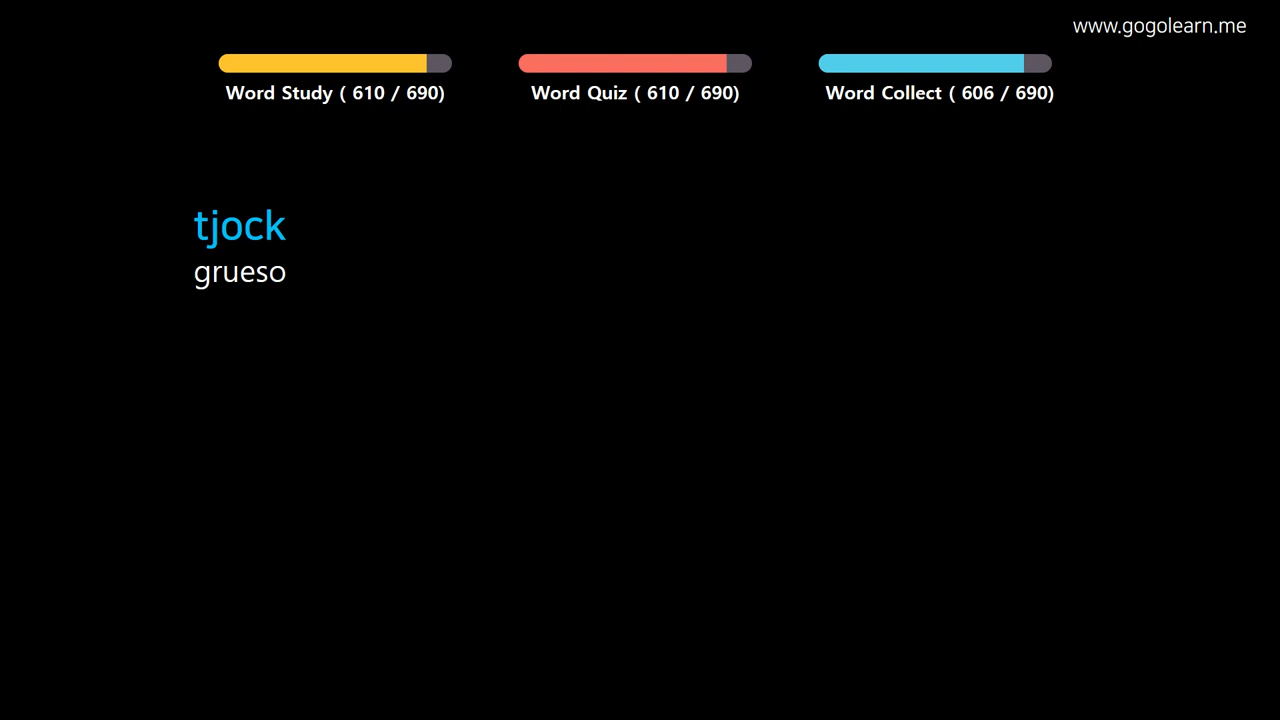 www.gogolearn.me
Word Study ( 610 / 690)
Word Quiz ( 610 / 690)
Word Collect ( 606 / 690)
tjock
grueso